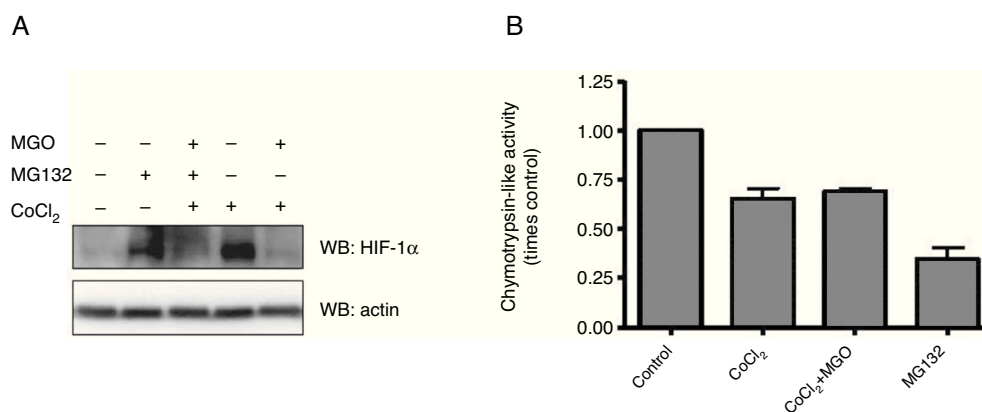 A
MGO – – + – +
MG132 – + + – –
CoCl₂ – – + + +
WB: HIF-1α
WB: actin
B
Chymotrypsin-like activity
(times control)
1.25
1.00
0.75
0.50
0.25
0.00
Control
CoCl₂
CoCl₂+MGO
MG132